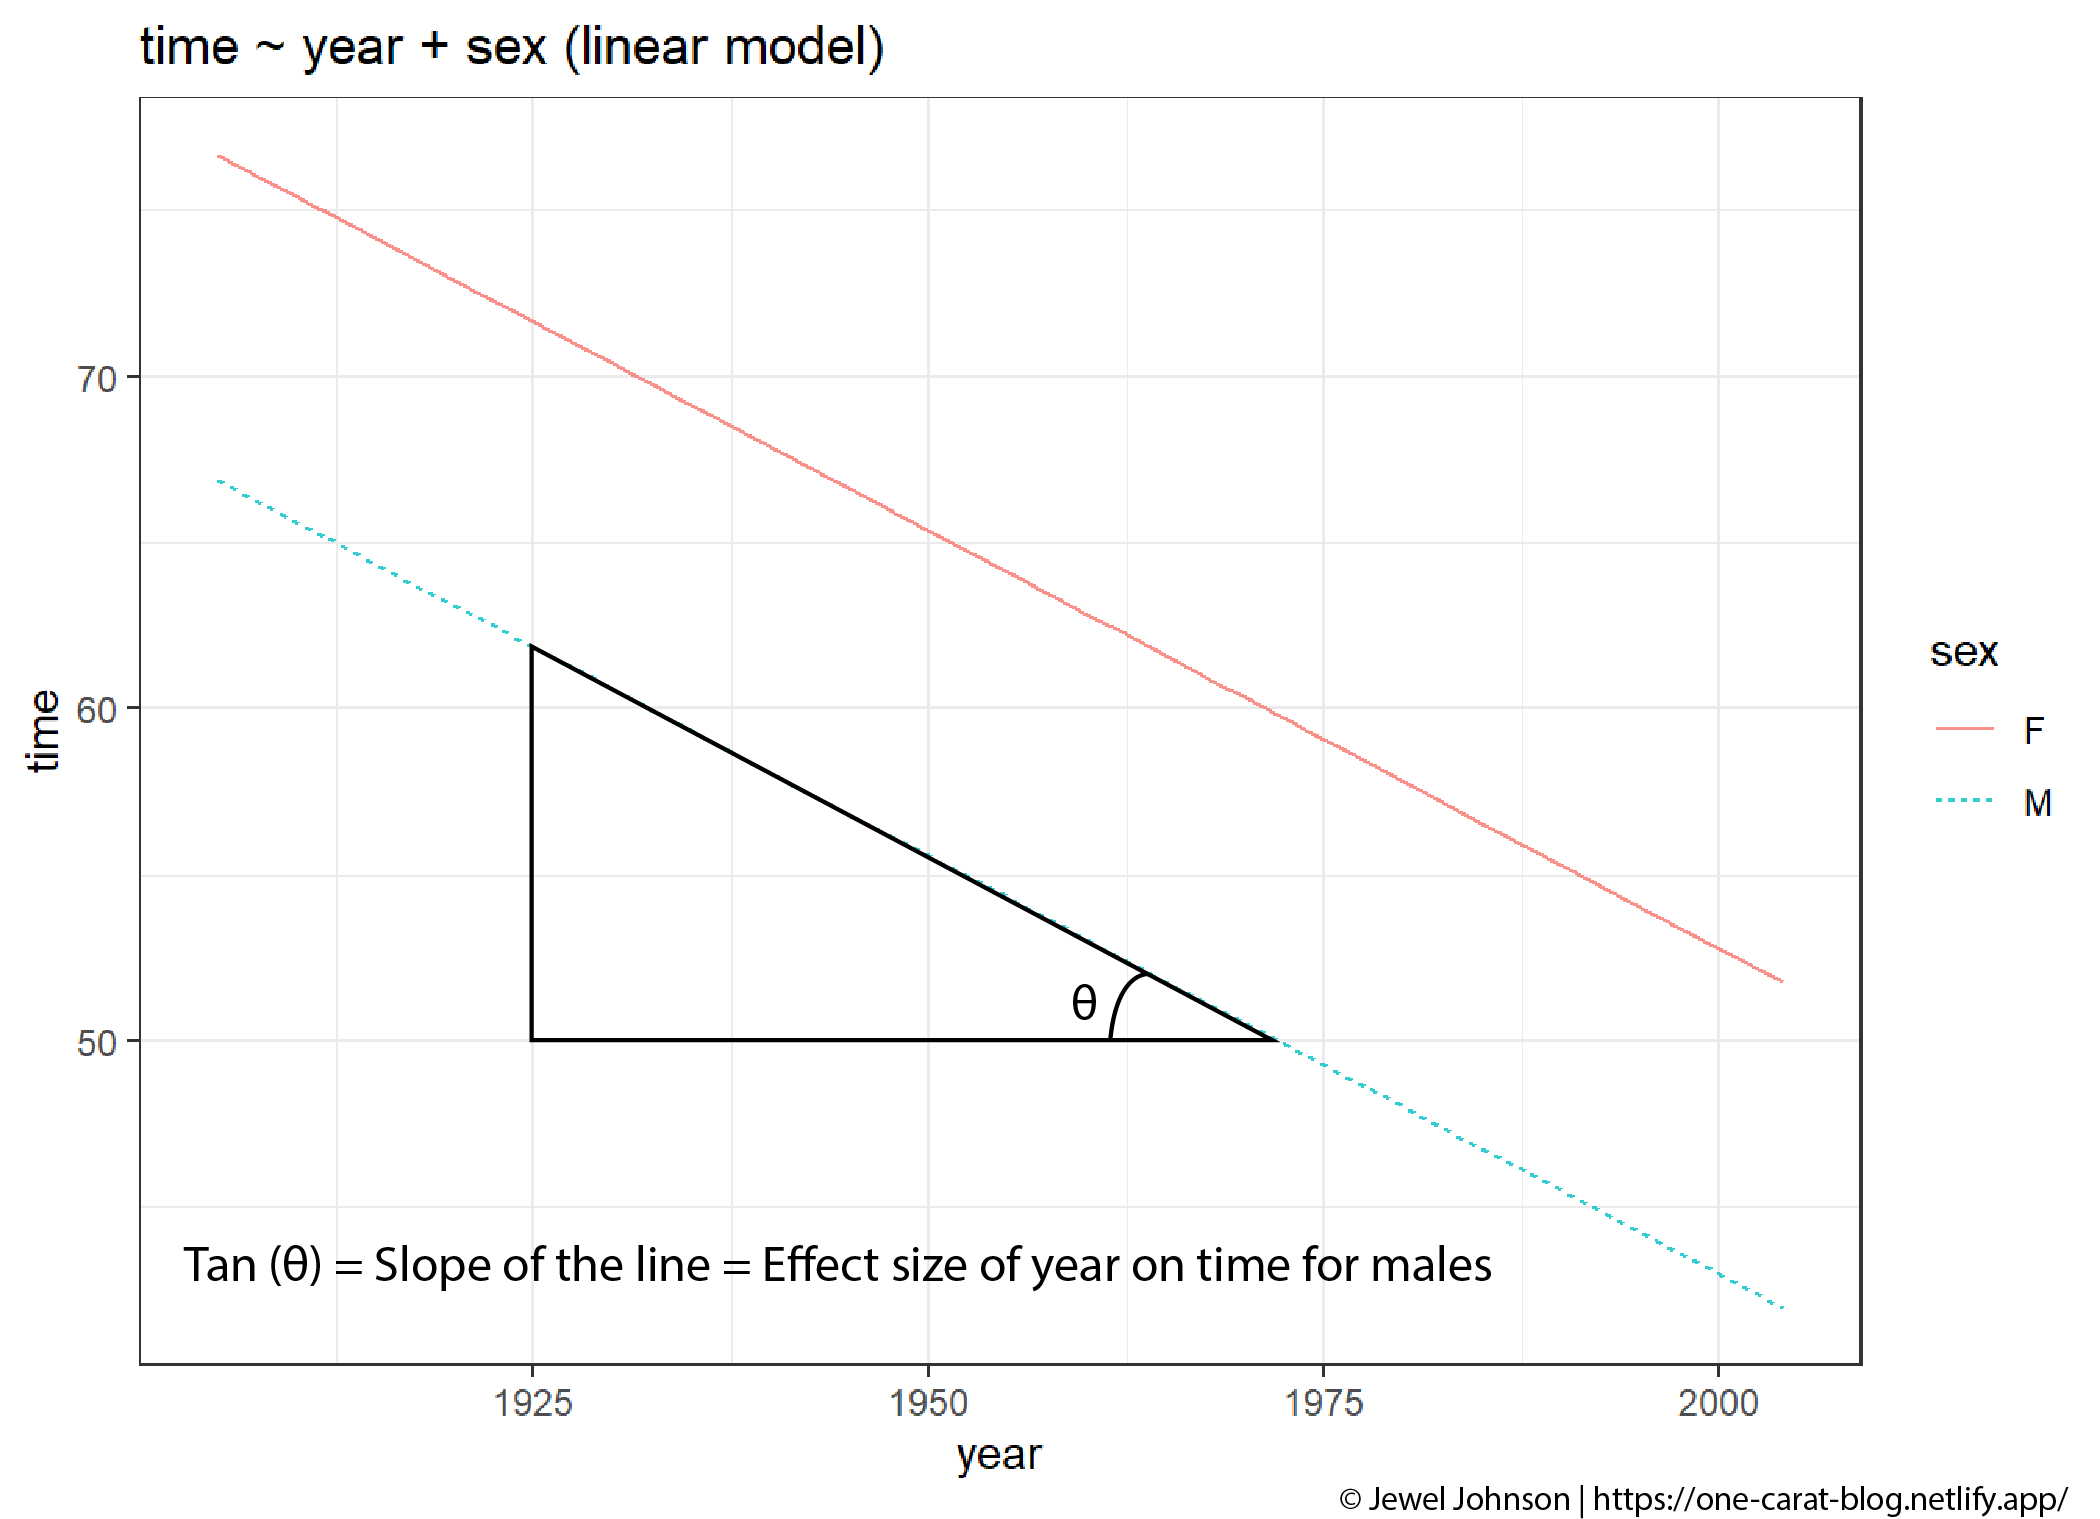 time ~ year + sex (linear model)
70
60
50
time
θ
Tan (θ) = Slope of the line = Effect size of year on time for males
1925 1950 1975 2000
year
sex
F
M
© Jewel Johnson | https://one-carat-blog.netlify.app/